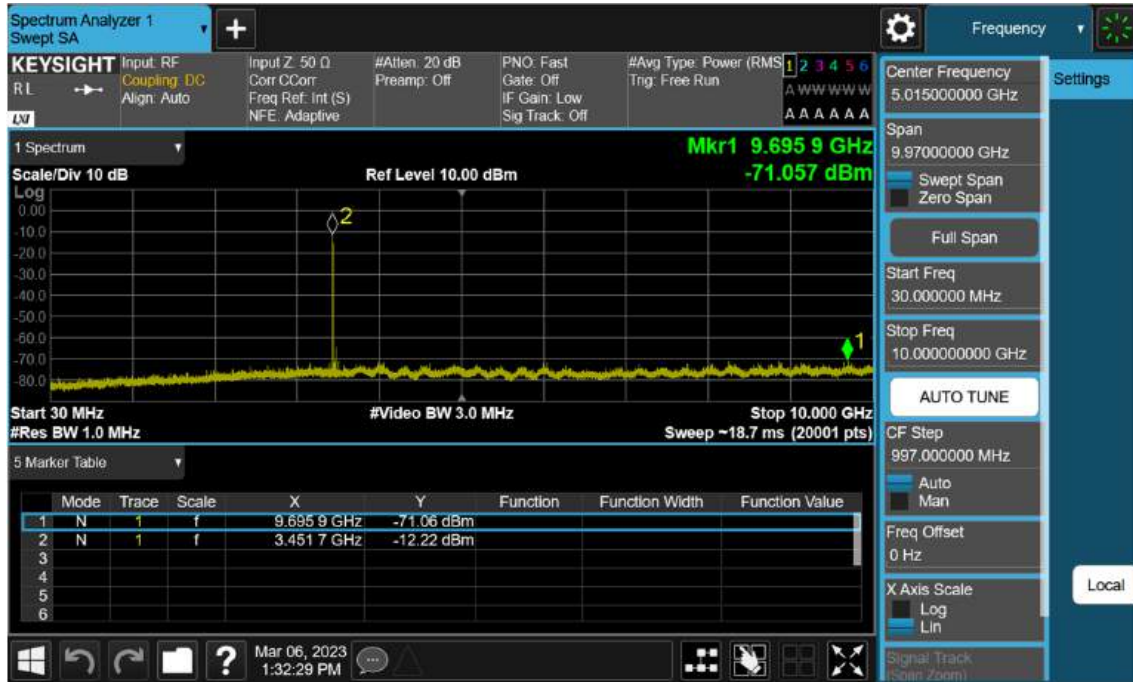 Spectrum Analyzer 1
Swept SA
+
Frequency
KEYSIGHT
RL
LXI
Input: RF
Coupling: DC
Align: Auto
Input Z: 50 Ω
Corr CCorr
Freq Ref: Int (S)
NFE: Adaptive
#Atten: 20 dB
Preamp: Off
PNO: Fast
Gate: Off
IF Gain: Low
Sig Track: Off
#Avg Type: Power (RMS
Trig: Free Run
1 2 3 4 5 6
A W W W W W
A A A A A A
1 Spectrum
Mkr1 9.695 9 GHz
Scale/Div 10 dB
Ref Level 10.00 dBm
-71.057 dBm
Log
0.00
-10.0
-20.0
-30.0
-40.0
-50.0
-60.0
-70.0
-80.0
2
1
Start 30 MHz
#Video BW 3.0 MHz
Stop 10.000 GHz
#Res BW 1.0 MHz
Sweep ~18.7 ms (20001 pts)
5 Marker Table
Mode Trace Scale X Y Function Function Width Function Value
1 N 1 f 9.695 9 GHz -71.06 dBm
2 N 1 f 3.451 7 GHz -12.22 dBm
3
4
5
6
?
Mar 06, 2023
1:32:29 PM
Center Frequency
5.015000000 GHz
Span
9.97000000 GHz
Swept Span
Zero Span
Full Span
Start Freq
30.000000 MHz
Stop Freq
10.000000000 GHz
AUTO TUNE
CF Step
997.000000 MHz
Auto
Man
Freq Offset
0 Hz
X Axis Scale
Log
Lin
Signal Track
(Span Zoom)
Settings
Local